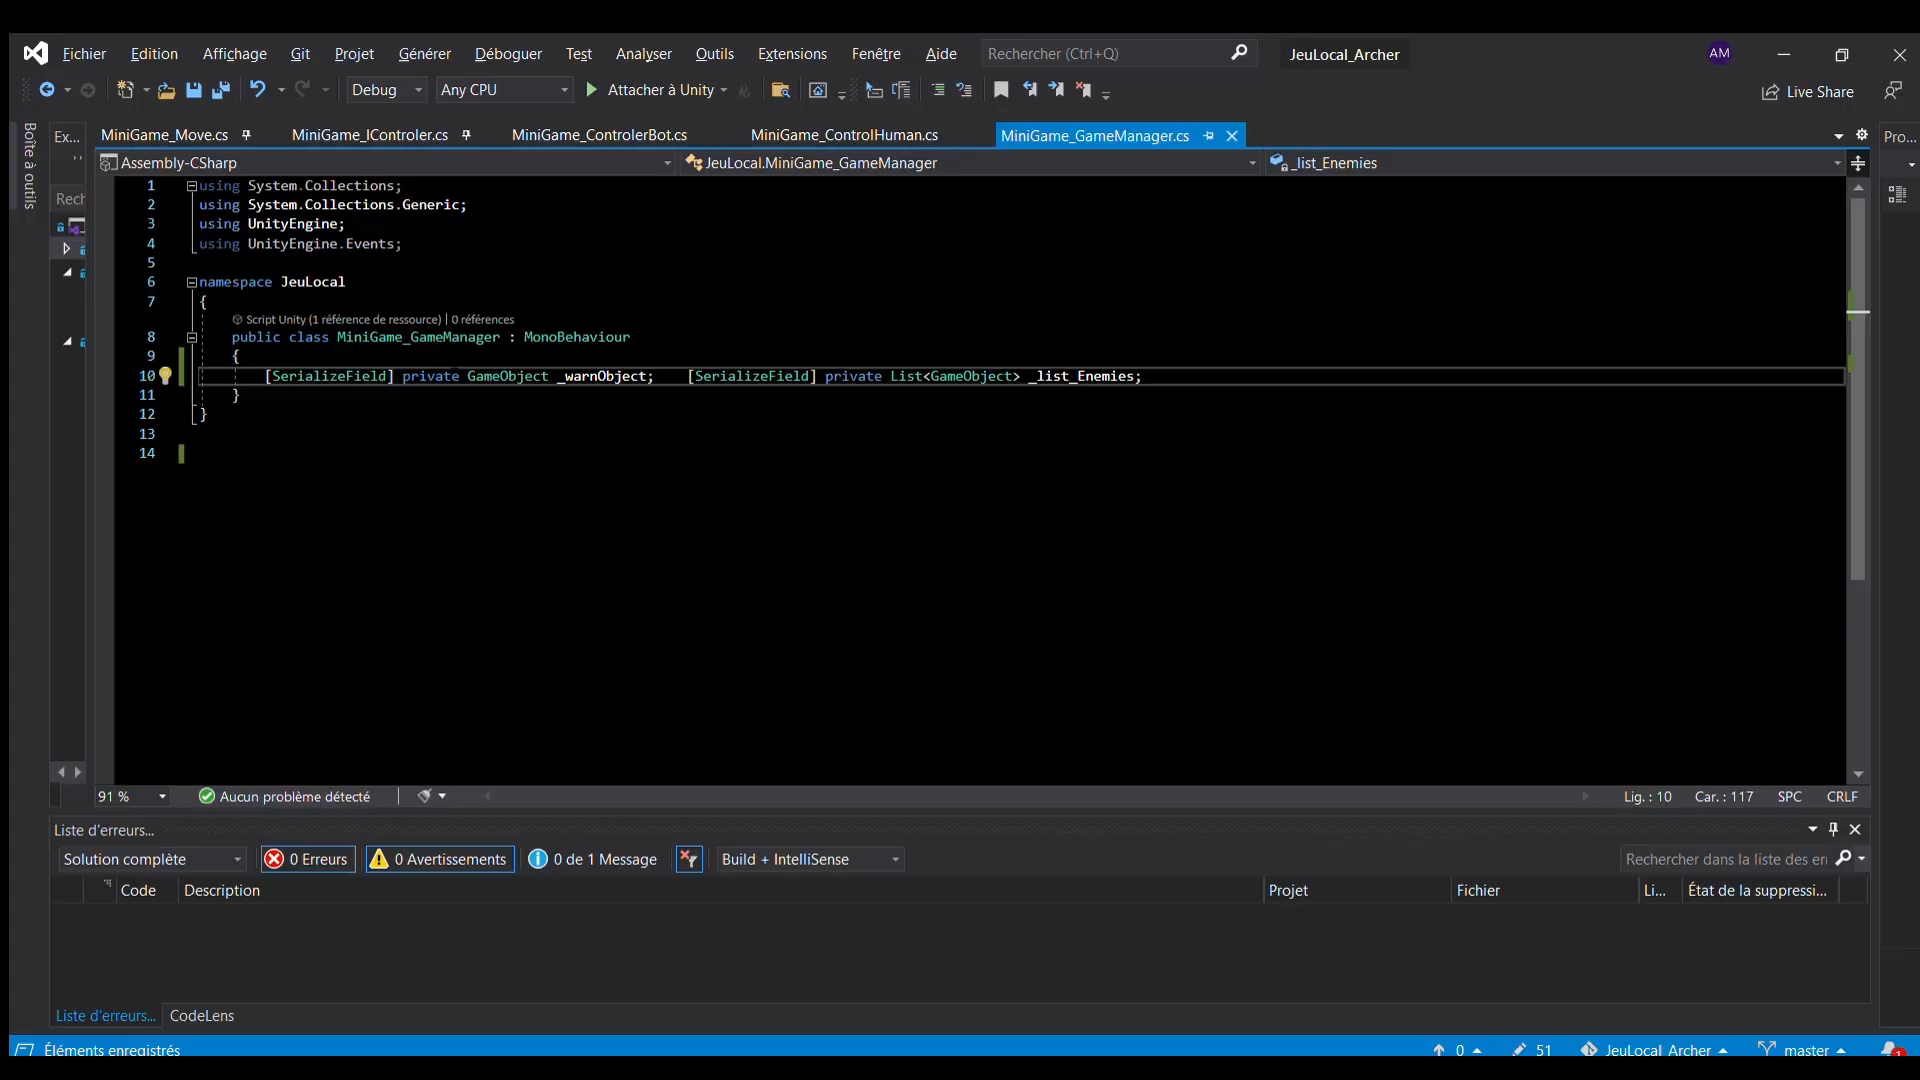 Fichier Edition Affichage Git Projet Générer Déboguer Test Analyser Outils Extensions Fenêtre Aide Rechercher (Ctrl+Q) JeuLocal_Archer AM
Debug Any CPU Attacher à Unity Live Share
Boîte à outils
Ex... MiniGame_Move.cs MiniGame_IControler.cs MiniGame_ControlerBot.cs MiniGame_ControlHuman.cs MiniGame_GameManager.cs Pro...
Assembly-CSharp JeuLocal.MiniGame_GameManager _list_Enemies
Rech
1 using System.Collections;
2 using System.Collections.Generic;
3 using UnityEngine;
4 using UnityEngine.Events;
5
6 namespace JeuLocal
7 {
Script Unity (1 référence de ressource) | 0 références
8 public class MiniGame_GameManager : MonoBehaviour
9 {
10 [SerializeField] private GameObject _warnObject; [SerializeField] private List<GameObject> _list_Enemies;
11 }
12 }
13
14
91 % Aucun problème détecté Lig. : 10 Car. : 117 SPC CRLF
Liste d'erreurs...
Solution complète 0 Erreurs 0 Avertissements 0 de 1 Message Build + IntelliSense Rechercher dans la liste des er
Code Description Projet Fichier Li... État de la suppressi...
Liste d'erreurs... CodeLens
Éléments enregistrés 0 51 JeuLocal_Archer master 1